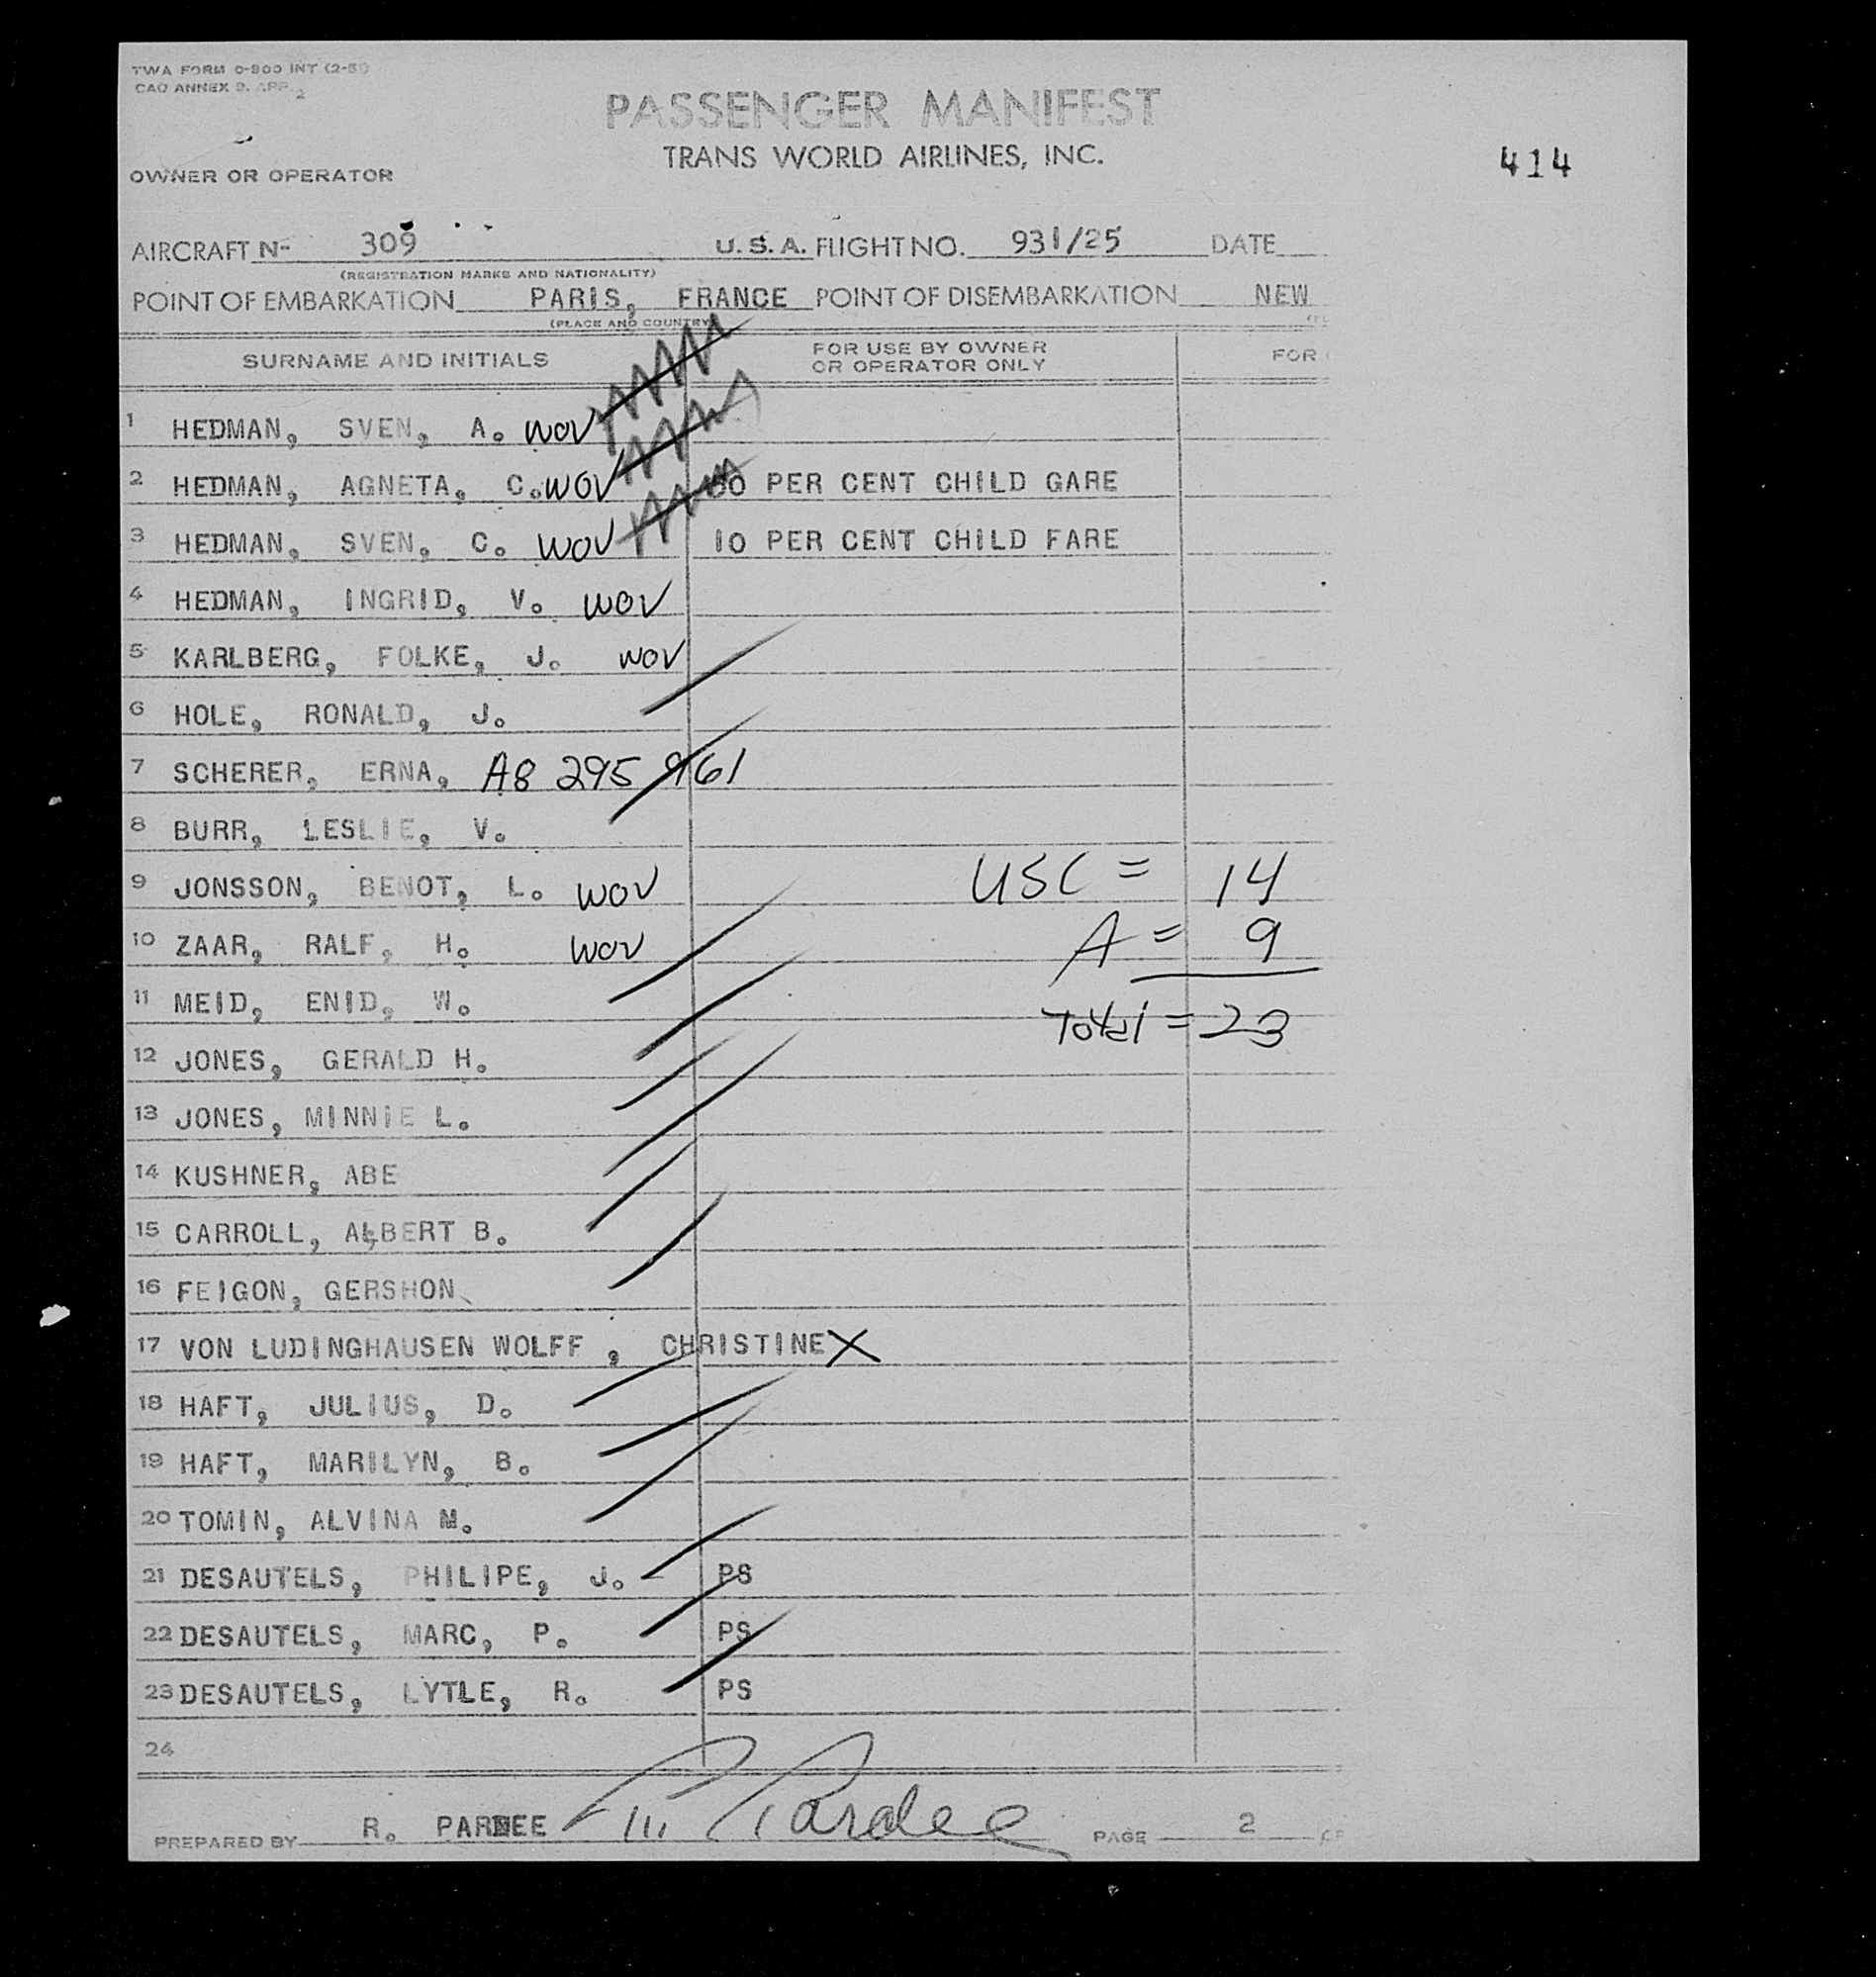 TWA FORM 0-900 INT (2-51)
CAO ANNEX 9. APP. 2
PASSENGER MANIFEST
TRANS WORLD AIRLINES, INC.
414
OWNER OR OPERATOR
AIRCRAFT N- 309 U.S.A. FLIGHT NO. 931/25 DATE
(REGISTRATION MARKS AND NATIONALITY)
POINT OF EMBARKATION PARIS, FRANCE POINT OF DISEMBARKATION NEW
(PLACE AND COUNTRY)
SURNAME AND INITIALS FOR USE BY OWNER OR OPERATOR ONLY FOR
1 HEDMAN, SVEN, A. WOV
2 HEDMAN, AGNETA, C. WOV PER CENT CHILD GARE
3 HEDMAN, SVEN, C. WOV 10 PER CENT CHILD FARE
4 HEDMAN, INGRID, V. WOV
5 KARLBERG, FOLKE, J. WOV
6 HOLE, RONALD, J.
7 SCHERER, ERNA, A8 295 961
8 BURR, LESLIE, V.
9 JONSSON, BENOT, L. WOV USC = 14
10 ZAAR, RALF, H. WOV A = 9
11 MEID, ENID, W. Total = 23
12 JONES, GERALD H.
13 JONES, MINNIE L.
14 KUSHNER, ABE
15 CARROLL, ALBERT B.
16 FEIGON, GERSHON
17 VON LUDINGHAUSEN WOLFF , CHRISTINE X
18 HAFT, JULIUS, D.
19 HAFT, MARILYN, B.
20 TOMIN, ALVINA M.
21 DESAUTELS, PHILIPE, J. PS
22 DESAUTELS, MARC, P. PS
23 DESAUTELS, LYTLE, R. PS
24
PREPARED BY R. PARDEE Pardee PAGE 2